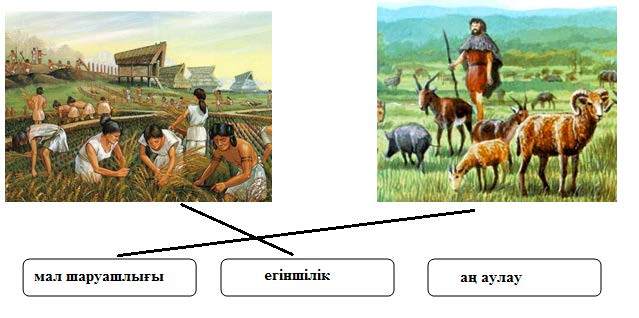 мал шаруашлығы
егіншілік
аң аулау